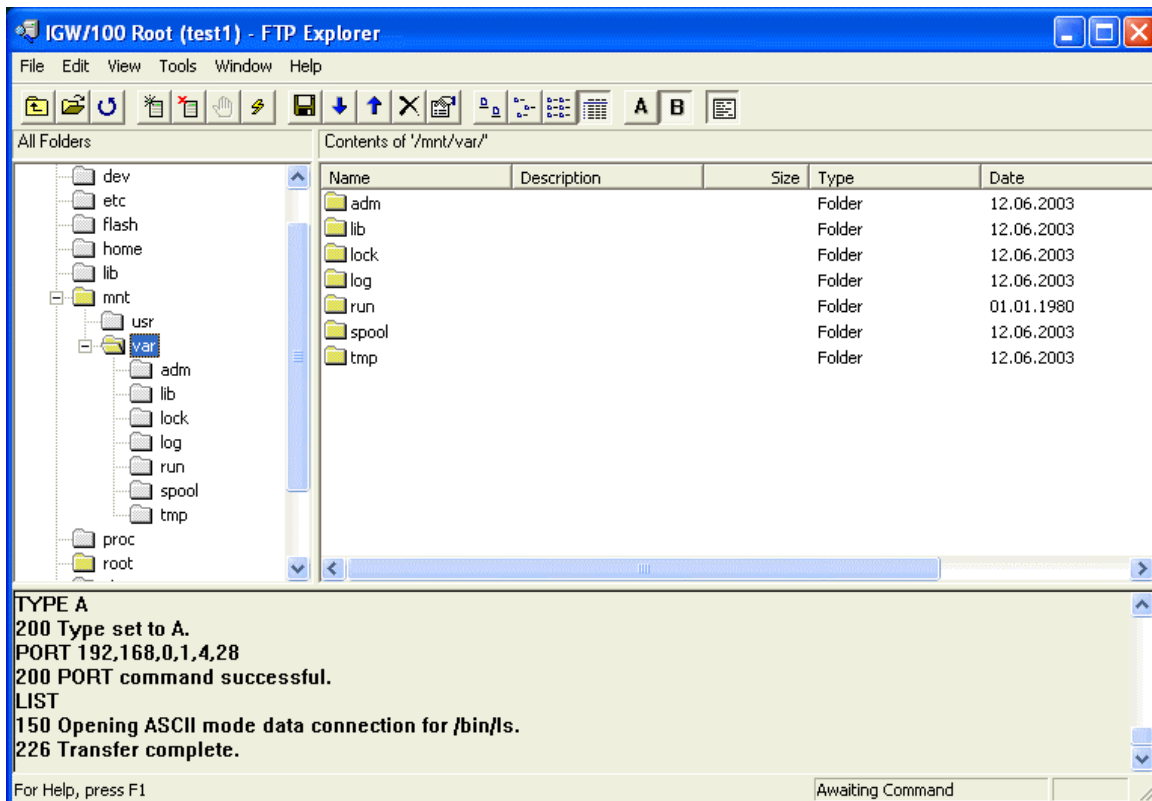 IGW/100 Root (test1) - FTP Explorer
File Edit View Tools Window Help
A B
All Folders
Contents of '/mnt/var/'
dev
etc
flash
home
lib
mnt
usr
var
adm
lib
lock
log
run
spool
tmp
proc
root
Name Description Size Type Date
adm Folder 12.06.2003
lib Folder 12.06.2003
lock Folder 12.06.2003
log Folder 12.06.2003
run Folder 01.01.1980
spool Folder 12.06.2003
tmp Folder 12.06.2003
TYPE A
200 Type set to A.
PORT 192,168,0,1,4,28
200 PORT command successful.
LIST
150 Opening ASCII mode data connection for /bin/ls.
226 Transfer complete.
For Help, press F1
Awaiting Command